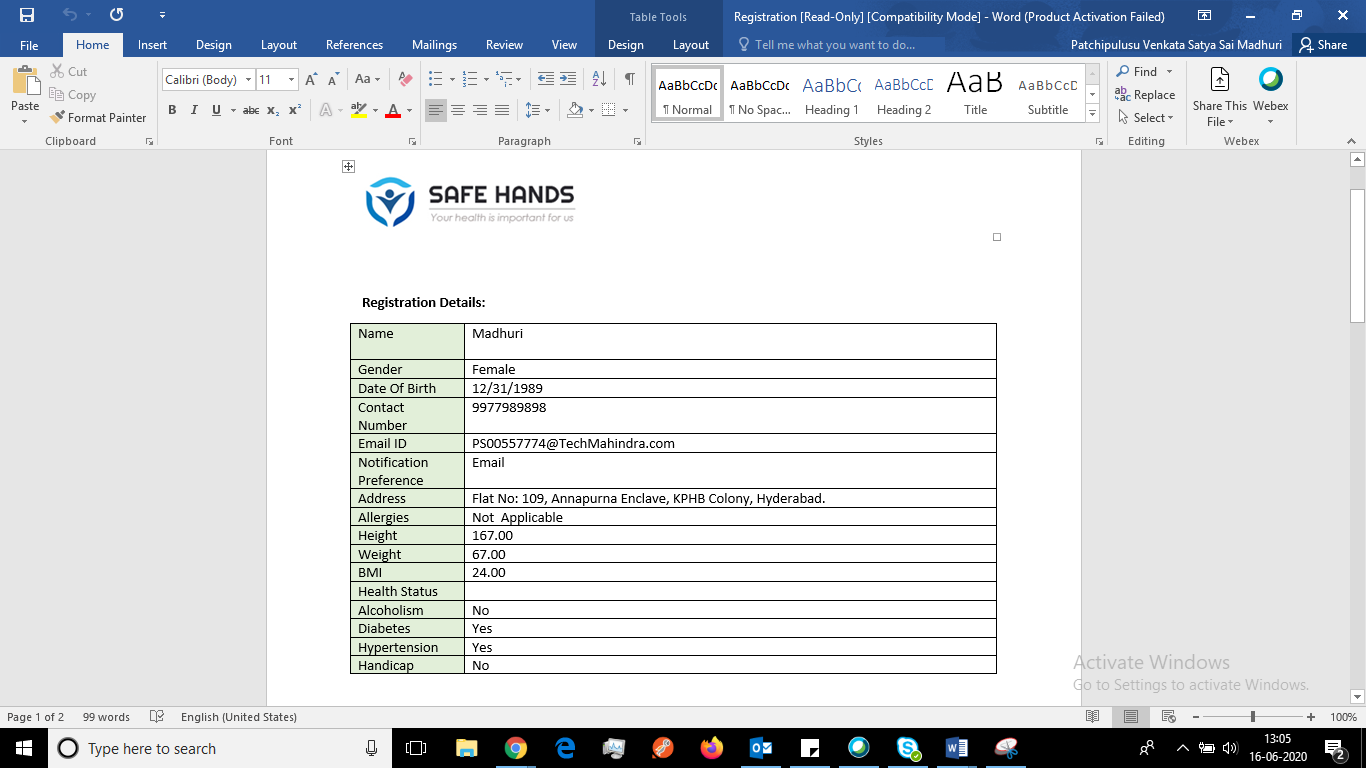 Table Tools
Registration [Read-Only] [Compatibility Mode] - Word (Product Activation Failed)
File Home Insert Design Layout References Mailings Review View Design Layout Tell me what you want to do... Patchipulusu Venkata Satya Sai Madhuri Share
Paste
Cut
Copy
Format Painter
Clipboard
Calibri (Body) 11
Font
Paragraph
AaBbCcDc AaBbCcDc AaBbCc AaBbCcD AaB AaBbCcD
¶ Normal ¶ No Spac... Heading 1 Heading 2 Title Subtitle
Styles
Find
Replace
Select
Editing
Share This File
Webex
Webex
SAFE HANDS
Your health is important for us
Registration Details:
Name Madhuri
Gender Female
Date Of Birth 12/31/1989
Contact 9977989898
Number
Email ID PS00557774@TechMahindra.com
Notification Email
Preference
Address Flat No: 109, Annapurna Enclave, KPHB Colony, Hyderabad.
Allergies Not  Applicable
Height 167.00
Weight 67.00
BMI 24.00
Health Status
Alcoholism No
Diabetes Yes
Hypertension Yes
Handicap No
Activate Windows
Go to Settings to activate Windows.
Page 1 of 2 99 words English (United States) 100%
Type here to search
13:05
16-06-2020
2